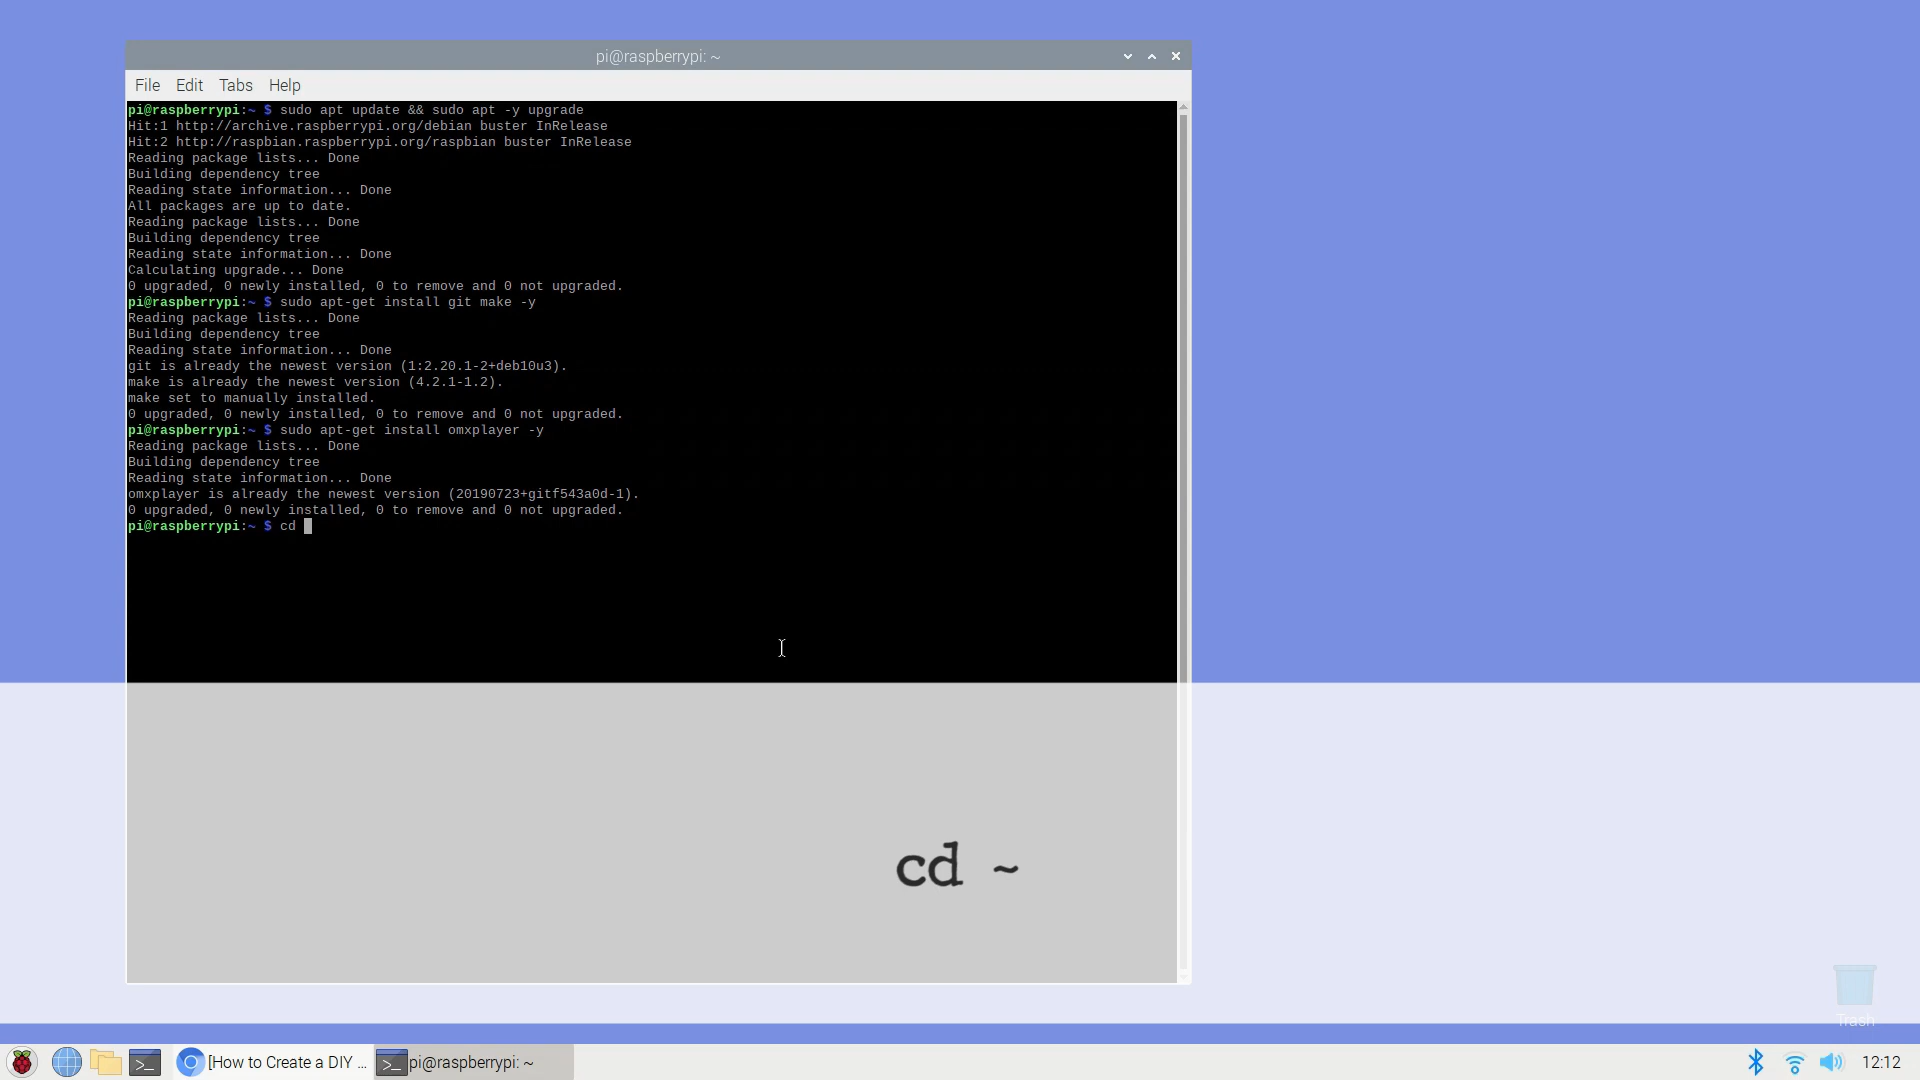 pi@raspberrypi: ~
File Edit Tabs Help
pi@raspberrypi:~ $ sudo apt update && sudo apt -y upgrade
Hit:1 http://archive.raspberrypi.org/debian buster InRelease
Hit:2 http://raspbian.raspberrypi.org/raspbian buster InRelease
Reading package lists... Done
Building dependency tree
Reading state information... Done
All packages are up to date.
Reading package lists... Done
Building dependency tree
Reading state information... Done
Calculating upgrade... Done
0 upgraded, 0 newly installed, 0 to remove and 0 not upgraded.
pi@raspberrypi:~ $ sudo apt-get install git make -y
Reading package lists... Done
Building dependency tree
Reading state information... Done
git is already the newest version (1:2.20.1-2+deb10u3).
make is already the newest version (4.2.1-1.2).
make set to manually installed.
0 upgraded, 0 newly installed, 0 to remove and 0 not upgraded.
pi@raspberrypi:~ $ sudo apt-get install omxplayer -y
Reading package lists... Done
Building dependency tree
Reading state information... Done
omxplayer is already the newest version (20190723+gitf543a0d-1).
0 upgraded, 0 newly installed, 0 to remove and 0 not upgraded.
pi@raspberrypi:~ $ cd
cd ~
Trash
[How to Create a DIY ...
pi@raspberrypi: ~
12:12